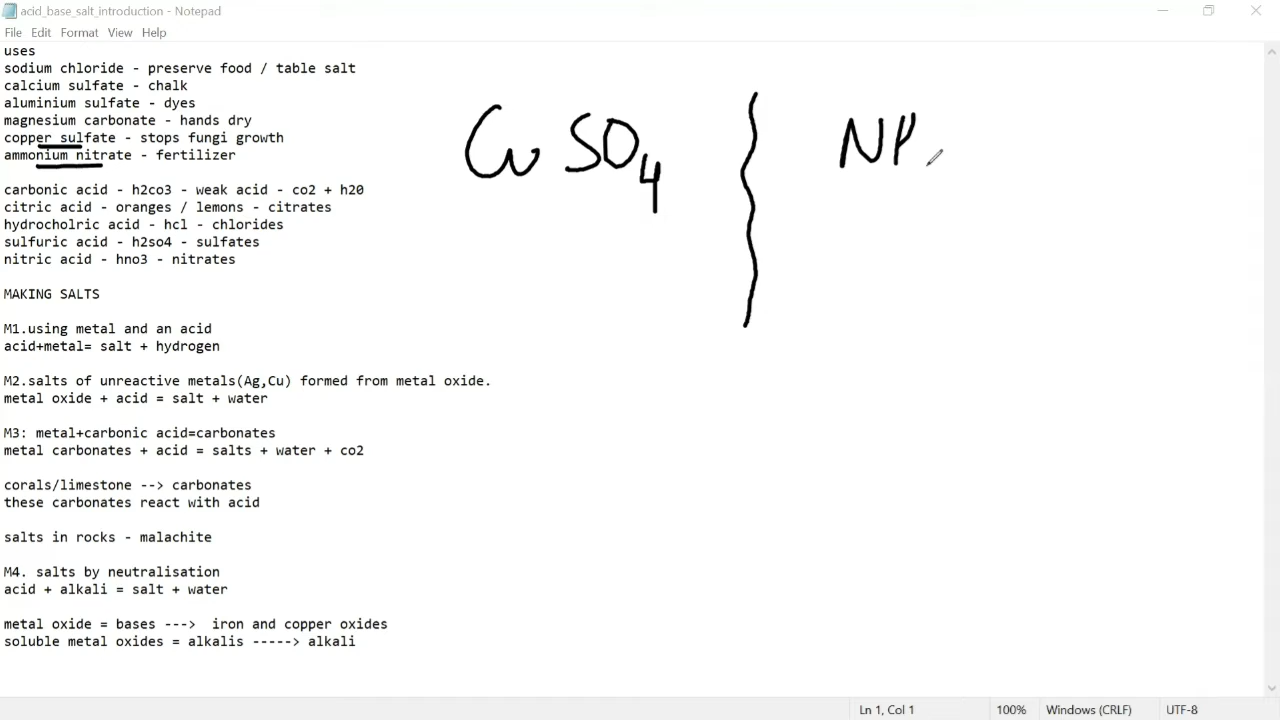 acid_base_salt_introduction - Notepad
File Edit Format View Help
uses
sodium chloride - preserve food / table salt
calcium sulfate - chalk
aluminium sulfate - dyes
magnesium carbonate - hands dry
copper sulfate - stops fungi growth
ammonium nitrate - fertilizer
CuSO4
NP
carbonic acid - h2co3 - weak acid - co2 + h20
citric acid - oranges / lemons - citrates
hydrocholric acid - hcl - chlorides
sulfuric acid - h2so4 - sulfates
nitric acid - hno3 - nitrates
MAKING SALTS
M1.using metal and an acid
acid+metal= salt + hydrogen
M2.salts of unreactive metals(Ag,Cu) formed from metal oxide.
metal oxide + acid = salt + water
M3: metal+carbonic acid=carbonates
metal carbonates + acid = salts + water + co2
corals/limestone --> carbonates
these carbonates react with acid
salts in rocks - malachite
M4. salts by neutralisation
acid + alkali = salt + water
metal oxide = bases ---> iron and copper oxides
soluble metal oxides = alkalis -----> alkali
Ln 1, Col 1 100% Windows (CRLF) UTF-8